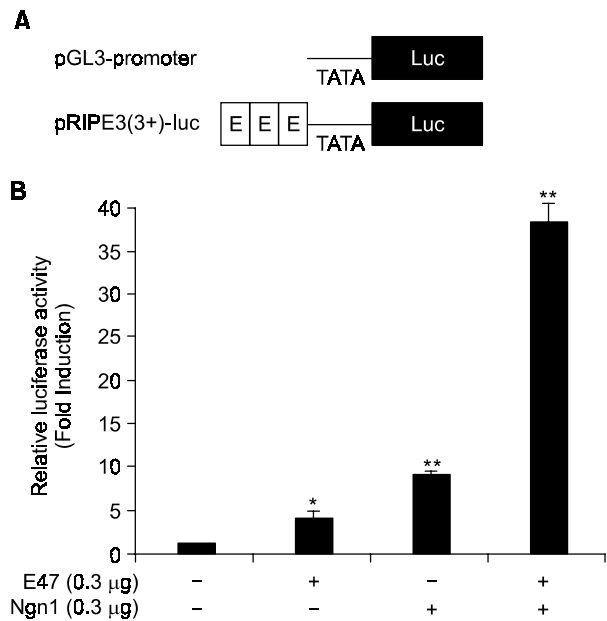 A
pGL3-promoter
TATA
Luc
pRIPE3(3+)-luc
E E E
TATA
Luc
B
Relative luciferase activity
(Fold Induction)
40
35
30
25
20
15
10
5
0
*
**
**
E47 (0.3 μg) – + – +
Ngn1 (0.3 μg) – – + +